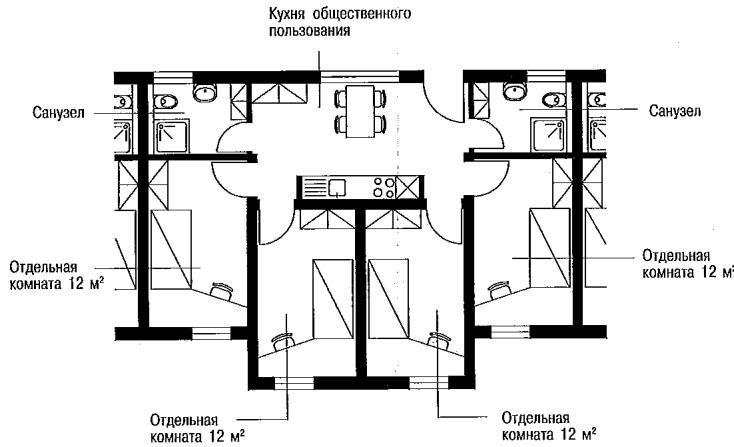 Кухня общественного
пользования
Санузел
Санузел
Отдельная
комната 12 м²
Отдельная
комната 12 м²
Отдельная
комната 12 м²
Отдельная
комната 12 м²